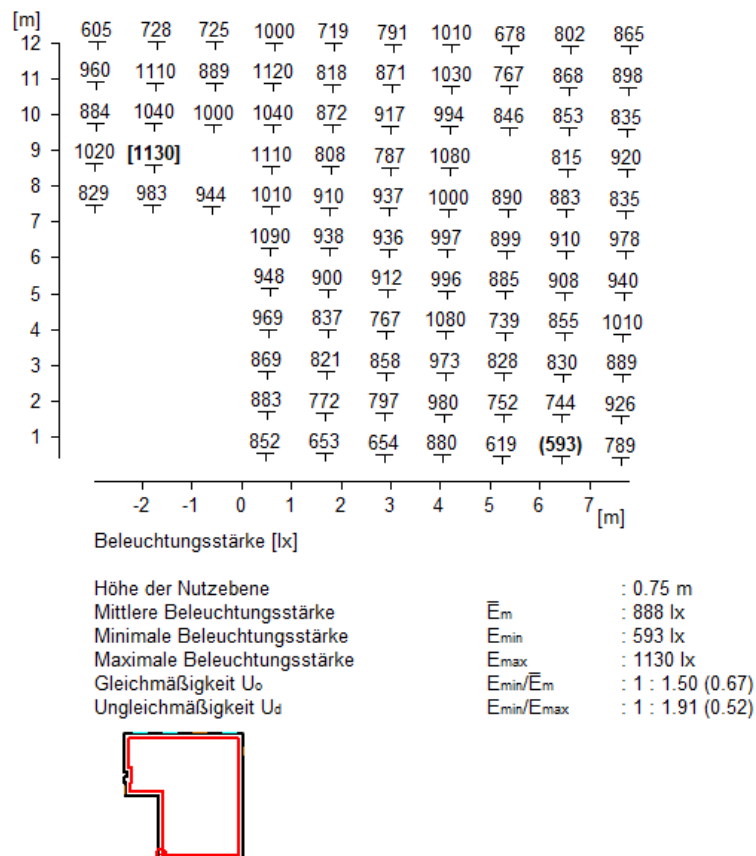 [m]
12 605 728 725 1000 719 791 1010 678 802 865
11 960 1110 889 1120 818 871 1030 767 868 898
10 884 1040 1000 1040 872 917 994 846 853 835
9 1020 [1130] 1110 808 787 1080 815 920
8 829 983 944 1010 910 937 1000 890 883 835
7 1090 938 936 997 899 910 978
6 948 900 912 996 885 908 940
5 969 837 767 1080 739 855 1010
4
3 869 821 858 973 828 830 889
2 883 772 797 980 752 744 926
1 852 653 654 880 619 (593) 789
-2 -1 0 1 2 3 4 5 6 7 [m]
Beleuchtungsstärke [lx]
Höhe der Nutzebene : 0.75 m
Mittlere Beleuchtungsstärke Ēm : 888 lx
Minimale Beleuchtungsstärke Emin : 593 lx
Maximale Beleuchtungsstärke Emax : 1130 lx
Gleichmäßigkeit Uo Emin/Ēm : 1 : 1.50 (0.67)
Ungleichmäßigkeit Ud Emin/Emax : 1 : 1.91 (0.52)